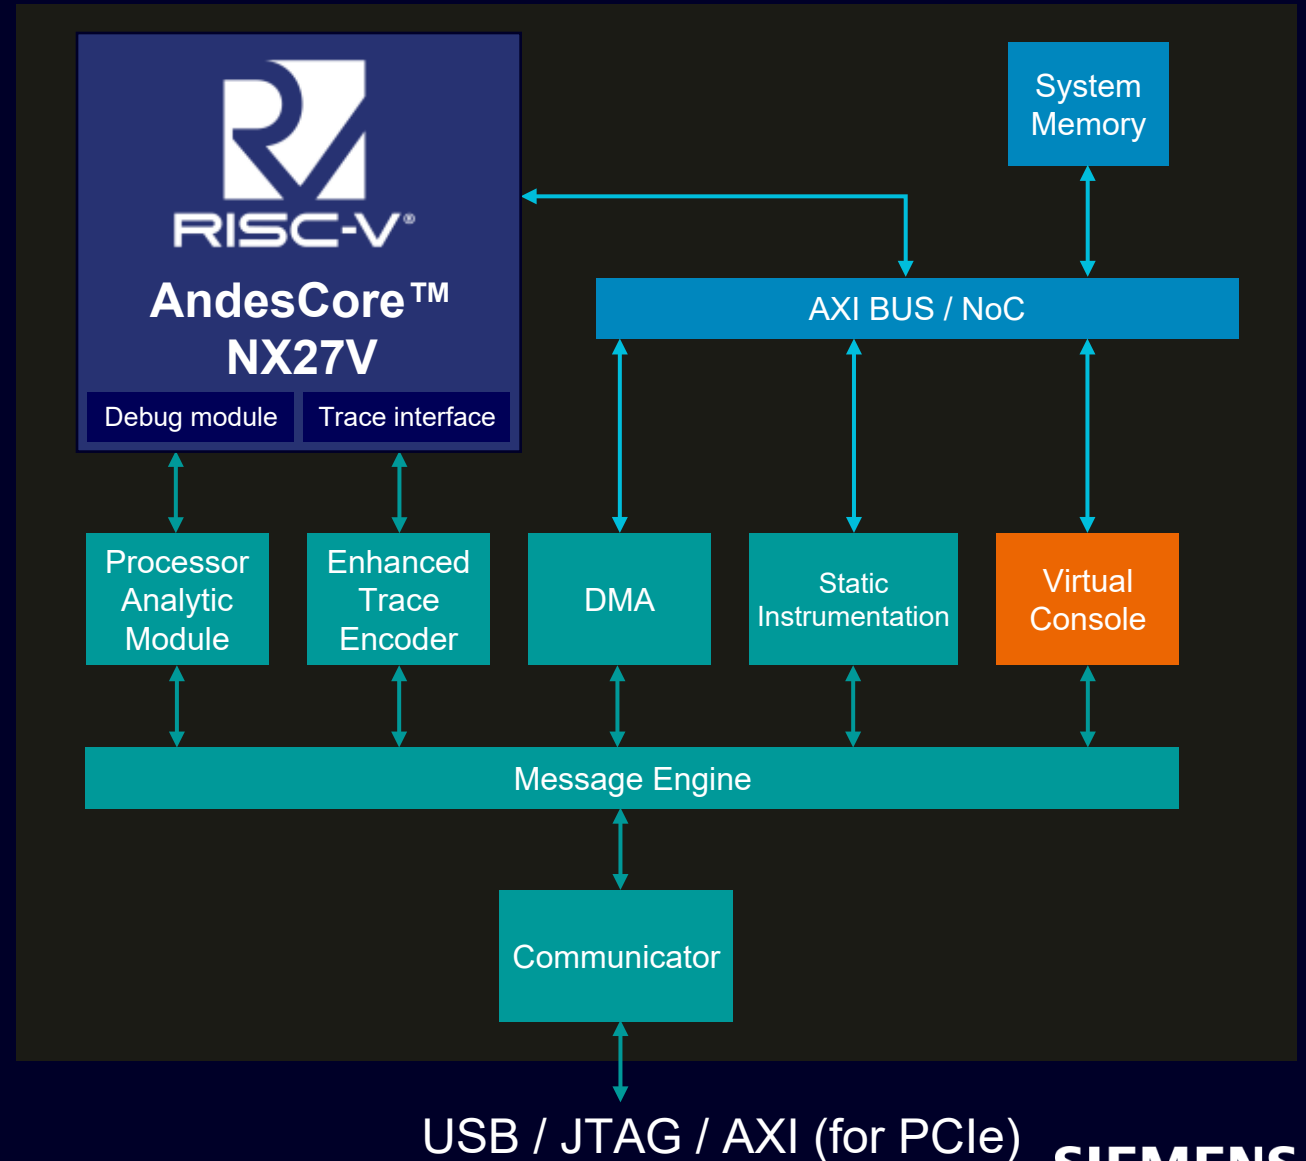 RISC-V®
AndesCore™
NX27V
Debug module
Trace interface
System
Memory
AXI BUS / NoC
Processor
Analytic
Module
Enhanced
Trace
Encoder
DMA
Static
Instrumentation
Virtual
Console
Message Engine
Communicator
USB / JTAG / AXI (for PCIe)
SIEMENS